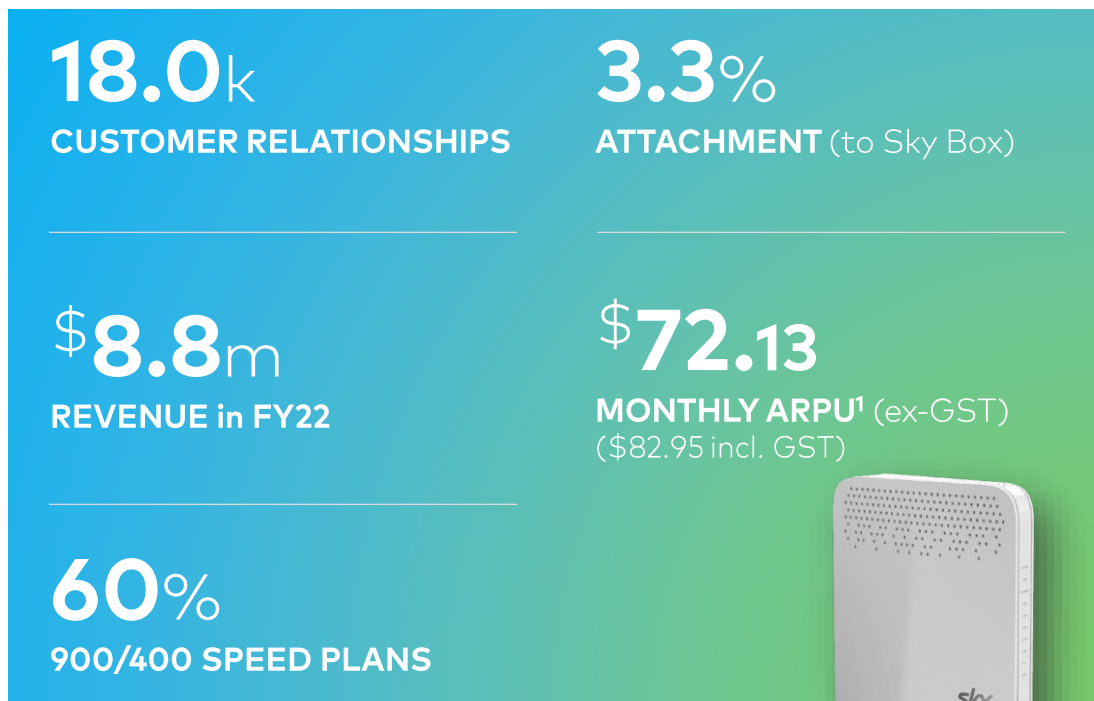 18.0k
CUSTOMER RELATIONSHIPS
3.3%
ATTACHMENT (to Sky Box)
$8.8m
REVENUE in FY22
$72.13
MONTHLY ARPU¹ (ex-GST)
($82.95 incl. GST)
60%
900/400 SPEED PLANS
sky